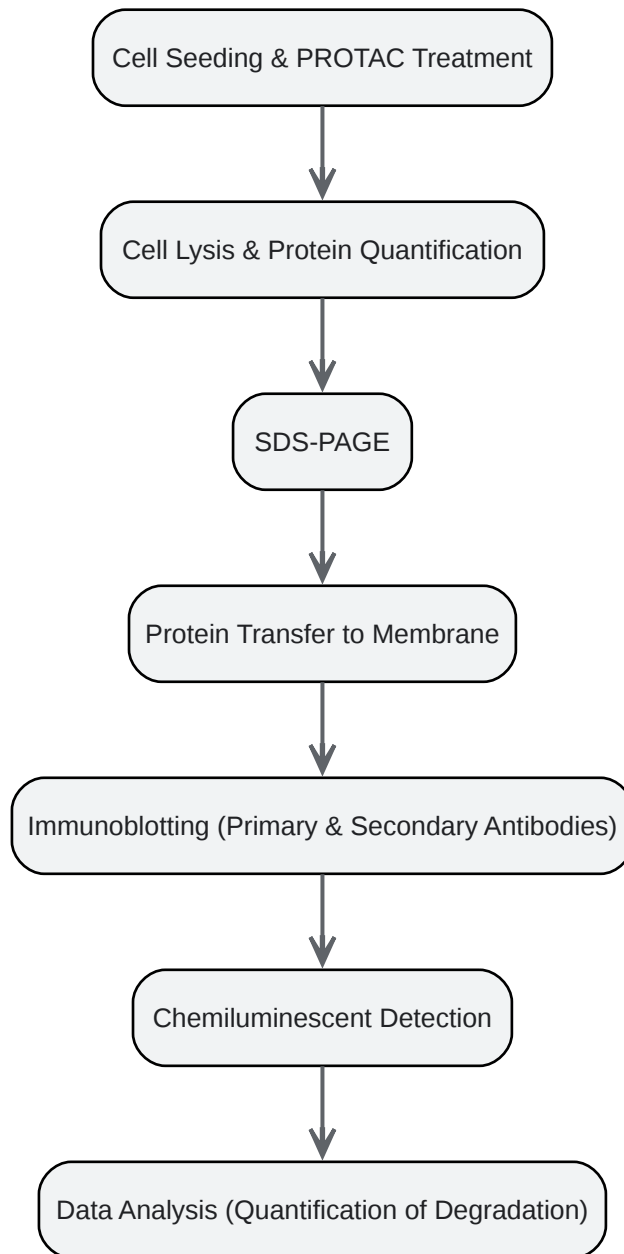 Cell Seeding & PROTAC Treatment
Cell Lysis & Protein Quantification
SDS-PAGE
Protein Transfer to Membrane
Immunoblotting (Primary & Secondary Antibodies)
Chemiluminescent Detection
Data Analysis (Quantification of Degradation)